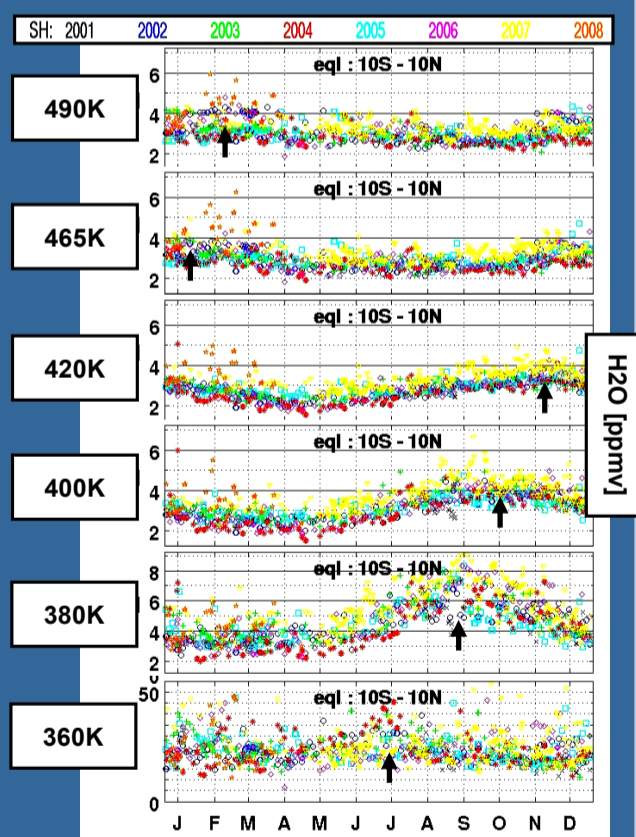 SH: 2001 2002 2003 2004 2005 2006 2007 2008
490K
eql : 10S - 10N
6
4
2
465K
eql : 10S - 10N
6
4
2
420K
eql : 10S - 10N
6
4
2
H2O [ppmv]
400K
eql : 10S - 10N
6
4
2
380K
eql : 10S - 10N
8
6
4
2
360K
eql : 10S - 10N
50
0
J F M A M J J A S O N D